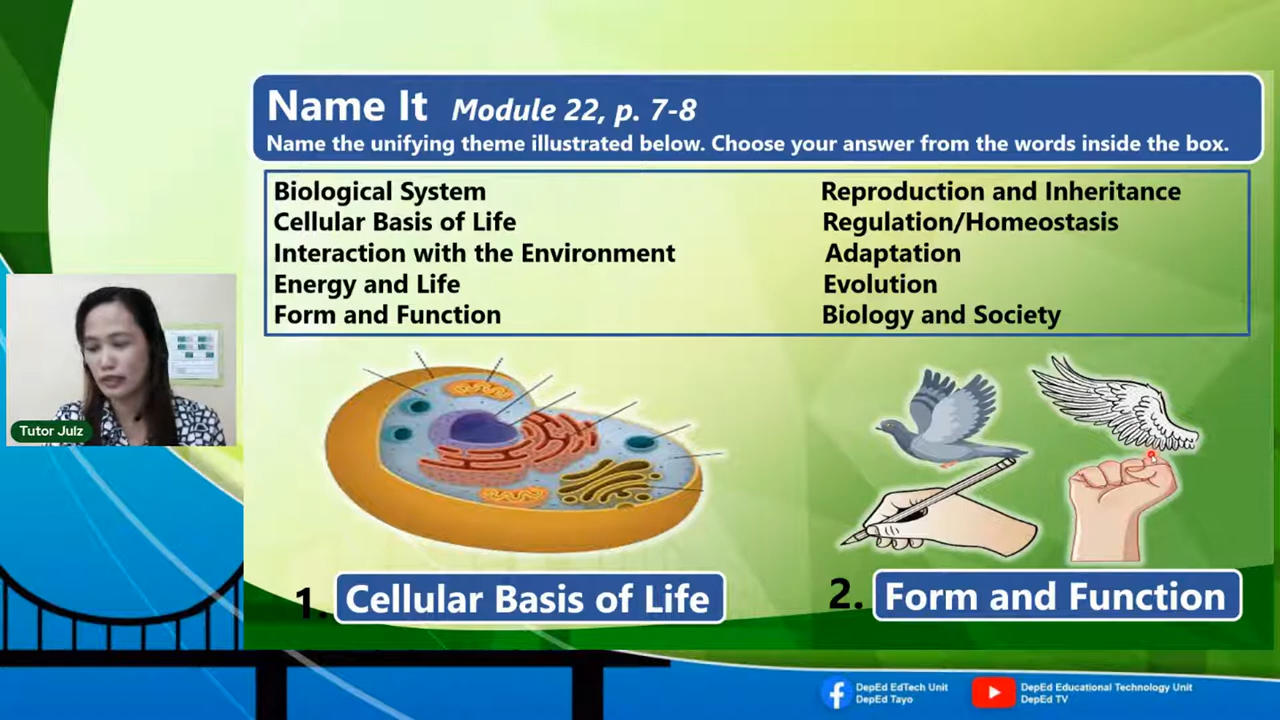 Name It Module 22, p. 7-8
Name the unifying theme illustrated below. Choose your answer from the words inside the box.
Biological System
Cellular Basis of Life
Interaction with the Environment
Energy and Life
Form and Function
Reproduction and Inheritance
Regulation/Homeostasis
Adaptation
Evolution
Biology and Society
Tutor Julz
1. Cellular Basis of Life
2. Form and Function
DepEd EdTech Unit
DepEd Tayo
DepEd Educational Technology Unit
DepEd TV